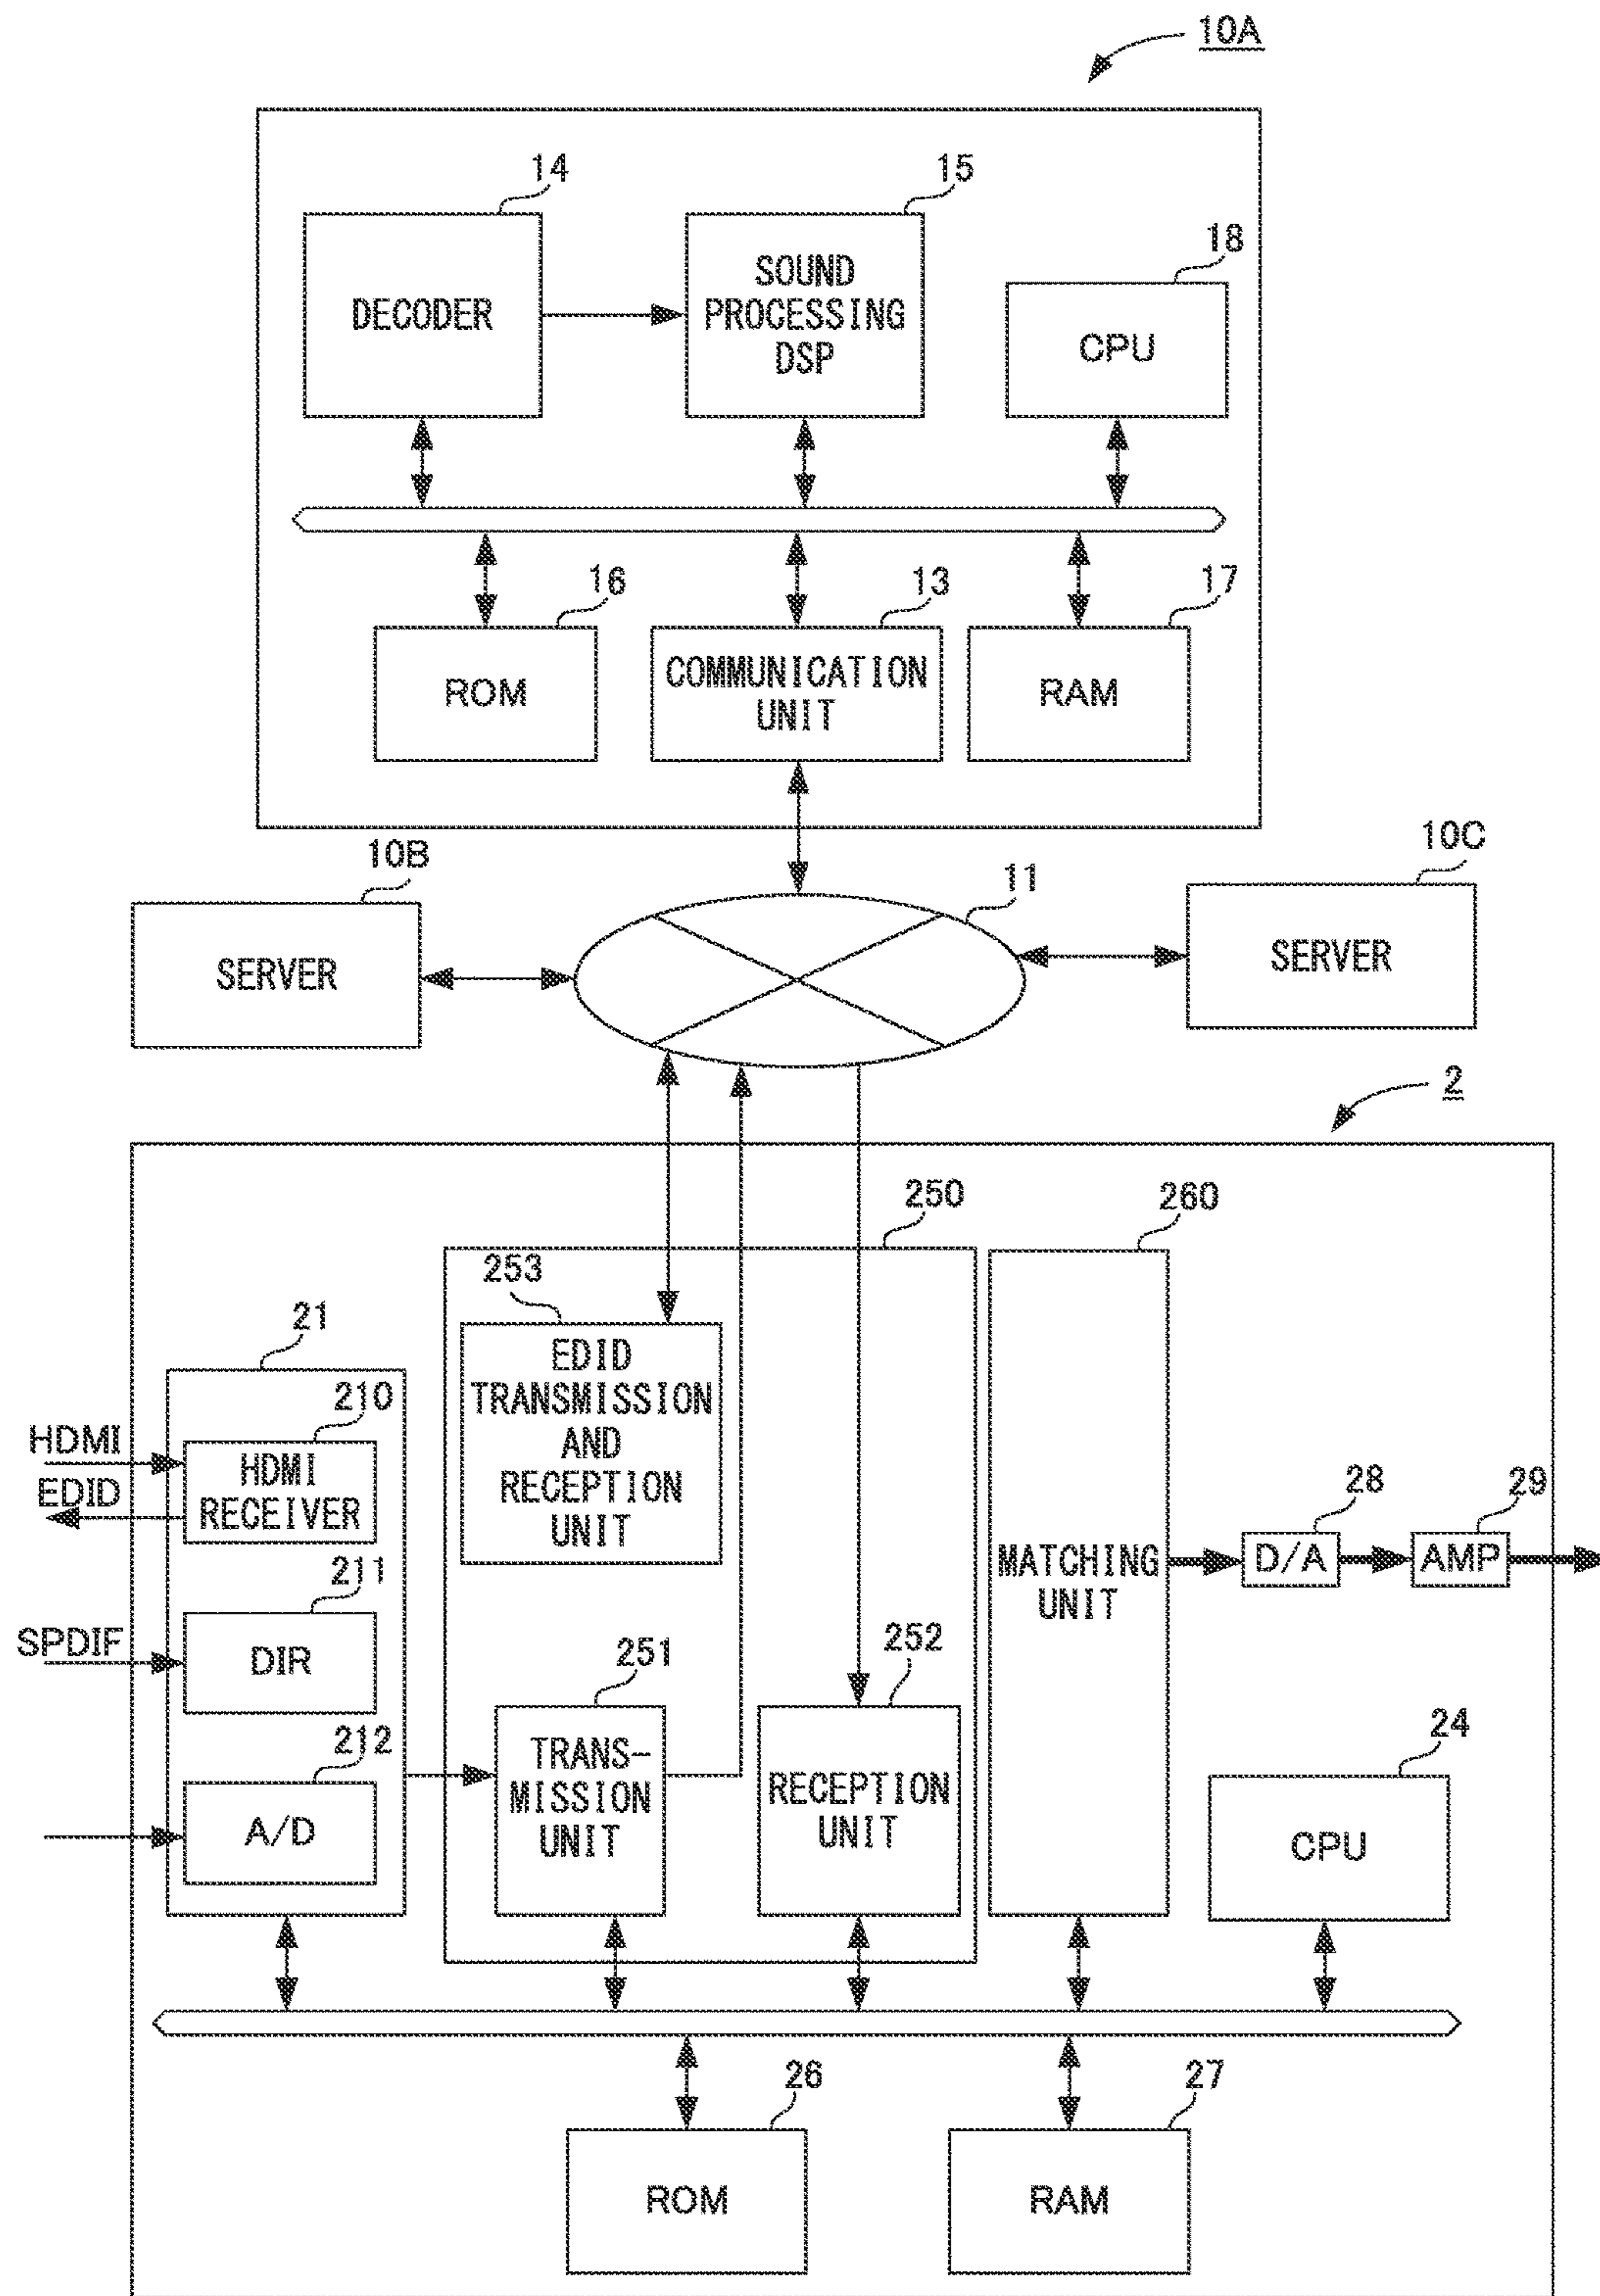 10A
14
15
18
DECODER
SOUND
PROCESSING
DSP
CPU
16
13
17
ROM
COMMUNICATION
UNIT
RAM
10B
11
10C
SERVER
SERVER
2
250
260
253
EDID
TRANSMISSION
AND
RECEPTION
UNIT
21
210
HDMI
EDID
HDMI
RECEIVER
211
SPDIF
DIR
212
A/D
251
TRANS-
MISSION
UNIT
252
RECEPTION
UNIT
MATCHING
UNIT
28
D/A
29
AMP
24
CPU
26
27
ROM
RAM